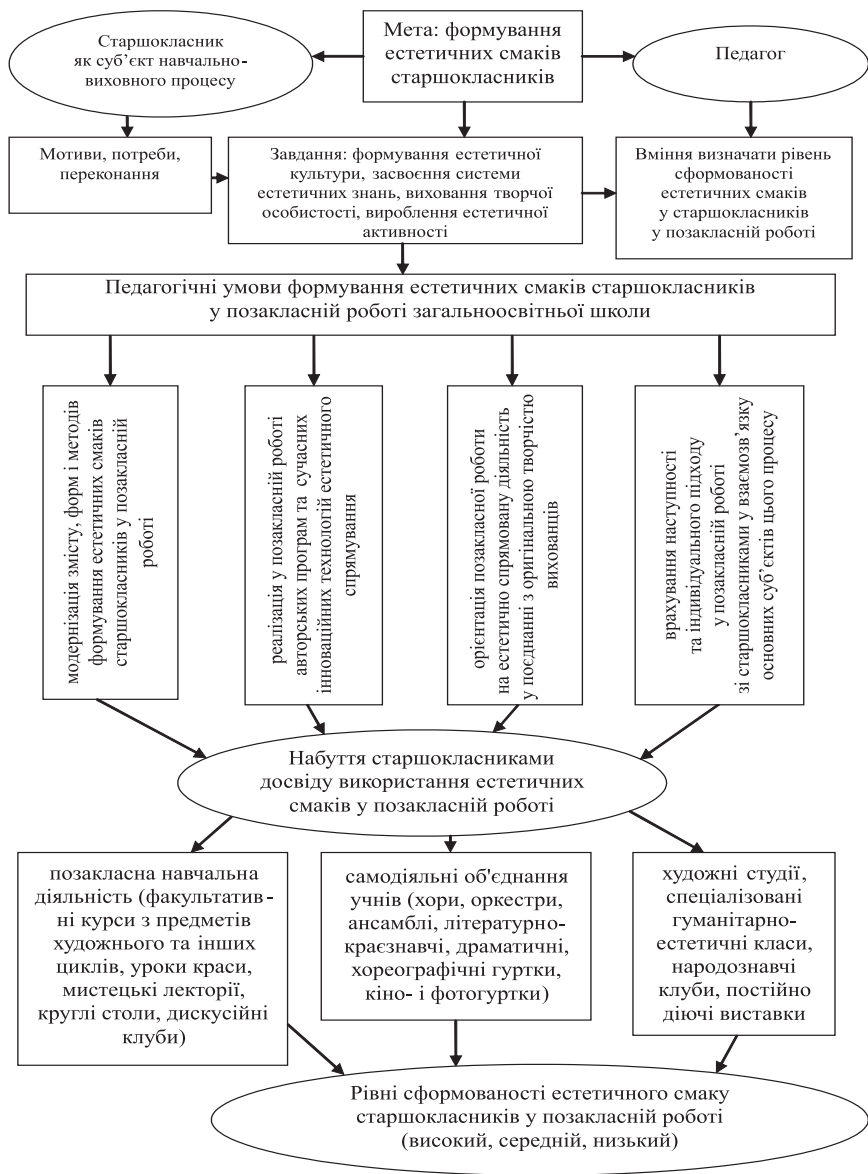 Старшокласник
як суб’єкт навчально-
виховного процесу
Мета: формування
естетичних смаків
старшокласників
Педагог
Мотиви, потреби,
переконання
Завдання: формування естетичної
культури, засвоєння системи
естетичних знань, виховання творчої
особистості, вироблення естетичної
активності
Вміння визначати рівень
сформованості
естетичних смаків
у старшокласників
у позакласній роботі
Педагогічні умови формування естетичних смаків старшокласників
у позакласній роботі загальноосвітньої школи
модернізація змісту, форм і методів
формування естетичних смаків
старшокласників у позакласній
роботі
реалізація у позакласній роботі
авторських програм та сучасних
інноваційних технологій естетичного
спрямування
орієнтація позакласної роботи
на естетично спрямовану діяльність
у поєднанні з оригінальною творчістю
вихованців
врахування наступності
та індивідуального підходу
у позакласній роботі
зі старшокласниками у взаємозв’язку
основних суб’єктів цього процесу
Набуття старшокласниками
досвіду використання естетичних
смаків у позакласній роботі
позакласна навчальна
діяльність (факультатив-
ні курси з предметів
художнього та інших
циклів, уроки краси,
мистецькі лекторії,
круглі столи, дискусійні
клуби)
самодіяльні об'єднання
учнів (хори, оркестри,
ансамблі, літературно-
краєзнавчі, драматичні,
хореографічні гуртки,
кіно- і фотогуртки)
художні студії,
спеціалізовані
гуманітарно-
естетичні класи,
народознавчі
клуби, постійно
діючі виставки
Рівні сформованості естетичного смаку
старшокласників у позакласній роботі
(високий, середній, низький)